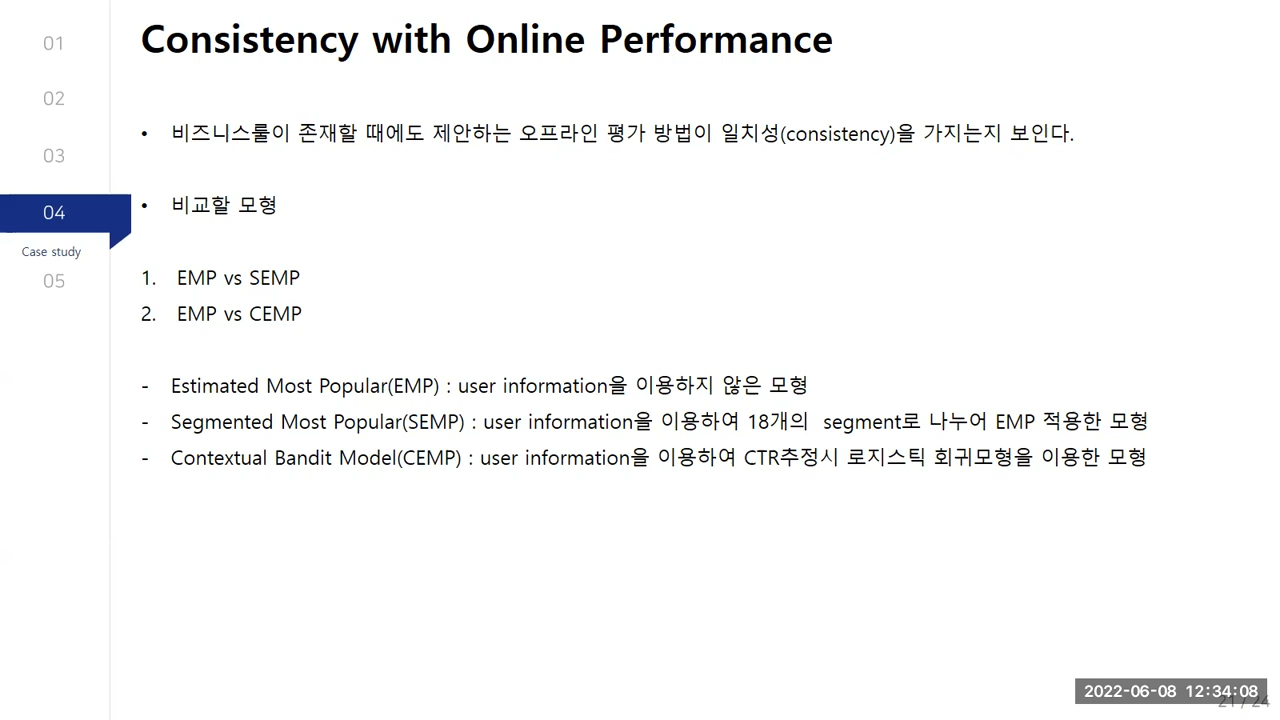 01
02
03
04
Case study
05
Consistency with Online Performance
• 비즈니스룰이 존재할 때에도 제안하는 오프라인 평가 방법이 일치성(consistency)을 가지는지 보인다.
• 비교할 모형
1. EMP vs SEMP
2. EMP vs CEMP
- Estimated Most Popular(EMP) : user information을 이용하지 않은 모형
- Segmented Most Popular(SEMP) : user information을 이용하여 18개의 segment로 나누어 EMP 적용한 모형
- Contextual Bandit Model(CEMP) : user information을 이용하여 CTR추정시 로지스틱 회귀모형을 이용한 모형
2022-06-08 12:34:08
21 / 24